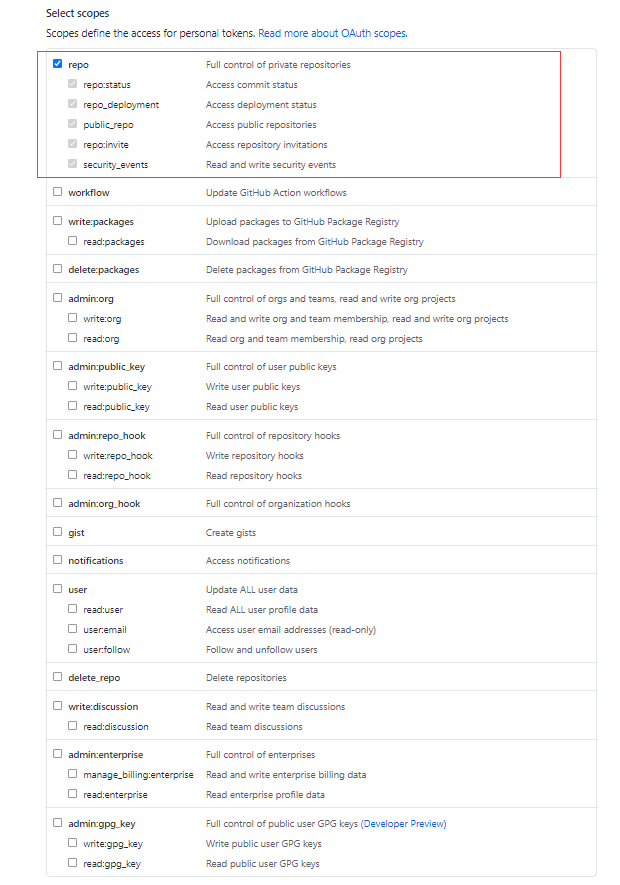 Select scopes
Scopes define the access for personal tokens. Read more about OAuth scopes.
repo Full control of private repositories
repo:status Access commit status
repo_deployment Access deployment status
public_repo Access public repositories
repo:invite Access repository invitations
security_events Read and write security events
workflow Update GitHub Action workflows
write:packages Upload packages to GitHub Package Registry
read:packages Download packages from GitHub Package Registry
delete:packages Delete packages from GitHub Package Registry
admin:org Full control of orgs and teams, read and write org projects
write:org Read and write org and team membership, read and write org projects
read:org Read org and team membership, read org projects
admin:public_key Full control of user public keys
write:public_key Write user public keys
read:public_key Read user public keys
admin:repo_hook Full control of repository hooks
write:repo_hook Write repository hooks
read:repo_hook Read repository hooks
admin:org_hook Full control of organization hooks
gist Create gists
notifications Access notifications
user Update ALL user data
read:user Read ALL user profile data
user:email Access user email addresses (read-only)
user:follow Follow and unfollow users
delete_repo Delete repositories
write:discussion Read and write team discussions
read:discussion Read team discussions
admin:enterprise Full control of enterprises
manage_billing:enterprise Read and write enterprise billing data
read:enterprise Read enterprise profile data
admin:gpg_key Full control of public user GPG keys (Developer Preview)
write:gpg_key Write public user GPG keys
read:gpg_key Read public user GPG keys